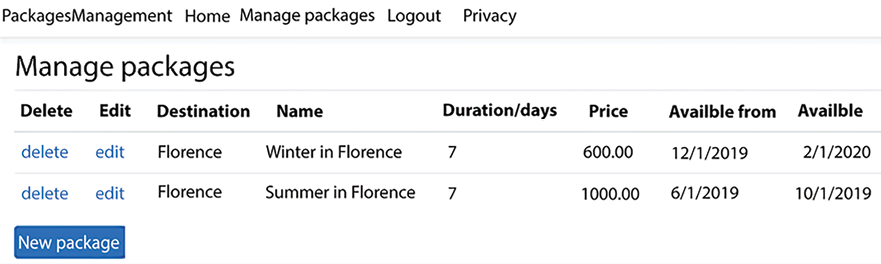 PackagesManagement Home Manage packages Logout Privacy
Manage packages
Delete Edit Destination Name Duration/days Price Availble from Availble
delete edit Florence Winter in Florence 7 600.00 12/1/2019 2/1/2020
delete edit Florence Summer in Florence 7 1000.00 6/1/2019 10/1/2019
New package